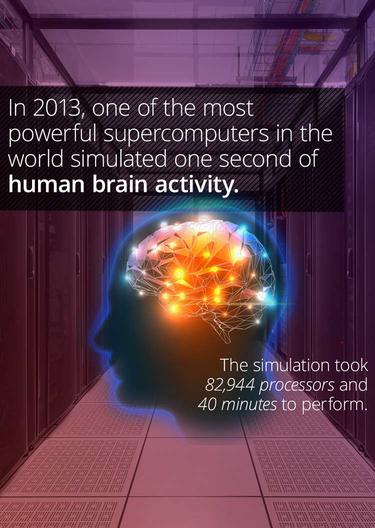 In 2013, one of the most
powerful supercomputers in the
world simulated one second of
human brain activity.
The simulation took
82,944 processors and
40 minutes to perform.